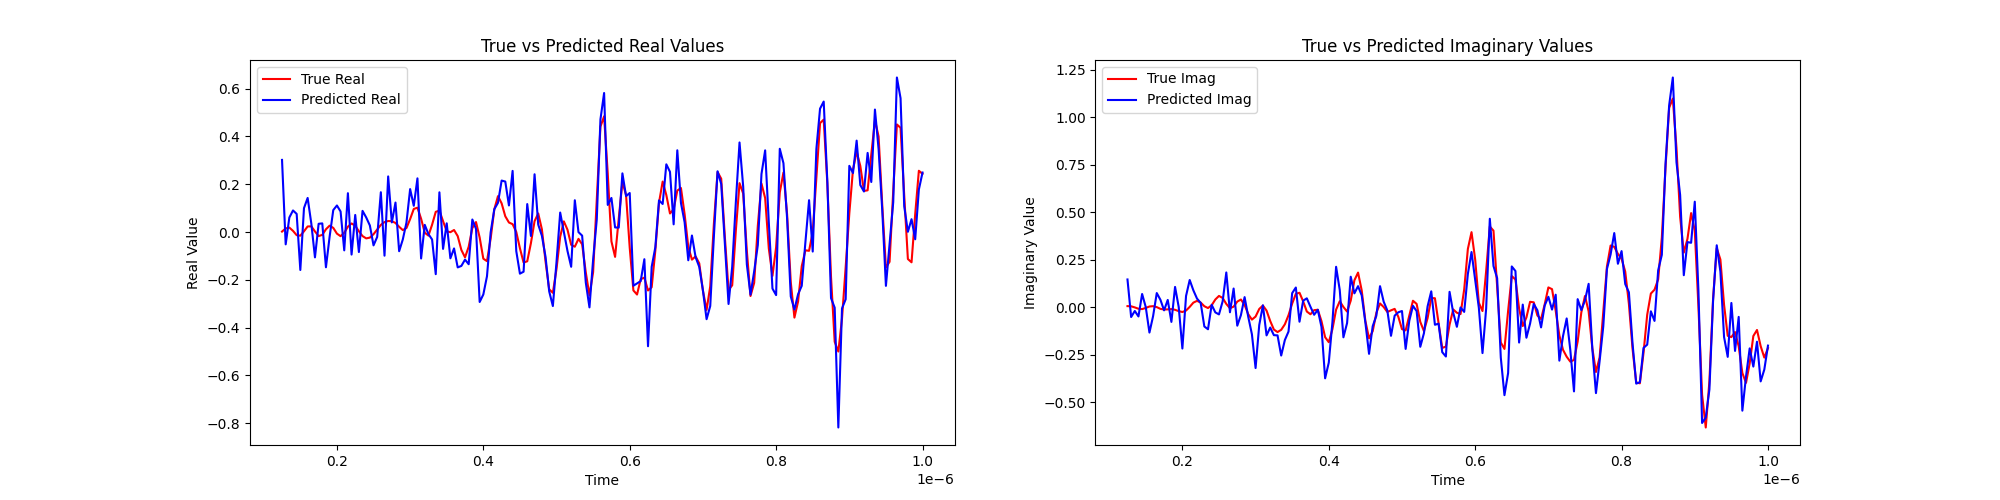 True vs Predicted Real Values
True Real
Predicted Real
Real Value
0.6
0.4
0.2
0.0
−0.2
−0.4
−0.6
−0.8
0.2 0.4 0.6 0.8 1.0
Time
1e−6
True vs Predicted Imaginary Values
True Imag
Predicted Imag
Imaginary Value
1.25
1.00
0.75
0.50
0.25
0.00
−0.25
−0.50
0.2 0.4 0.6 0.8 1.0
Time
1e−6